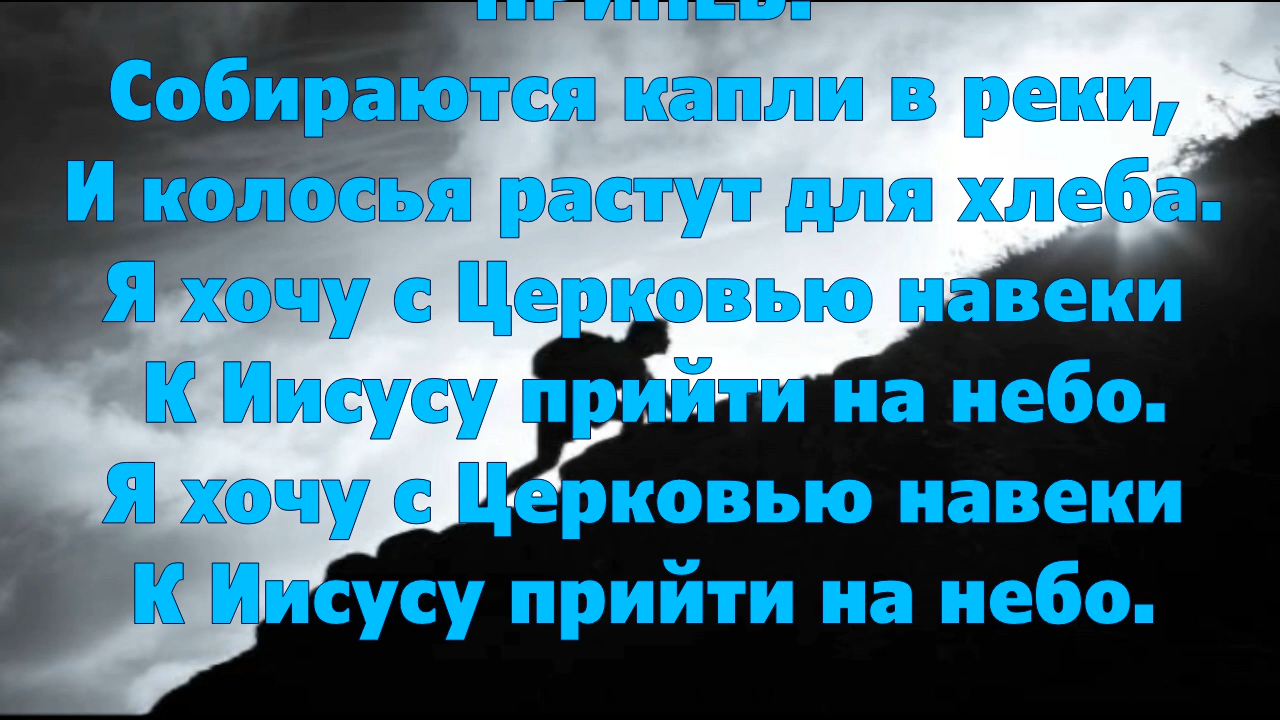 ПРИПЕВ:
Собираются капли в реки,
И колосья растут для хлеба.
Я хочу с Церковью навеки
К Иисусу прийти на небо.
Я хочу с Церковью навеки
К Иисусу прийти на небо.